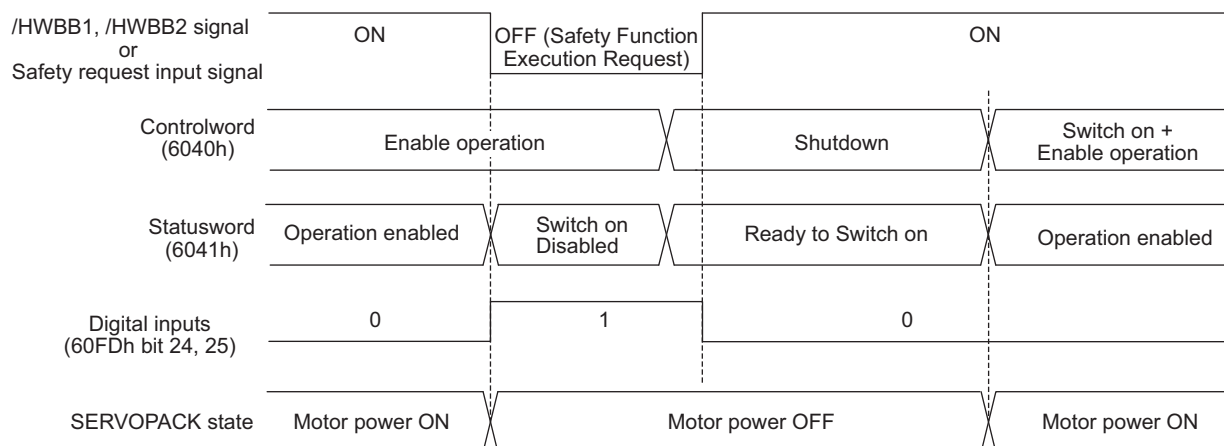 /HWBB1, /HWBB2 signal
or
Safety request input signal
ON
OFF (Safety Function
Execution Request)
ON
Controlword
(6040h)
Enable operation
Shutdown
Switch on +
Enable operation
Statusword
(6041h)
Operation enabled
Switch on
Disabled
Ready to Switch on
Operation enabled
Digital inputs
(60FDh bit 24, 25)
0
1
0
SERVOPACK state
Motor power ON
Motor power OFF
Motor power ON